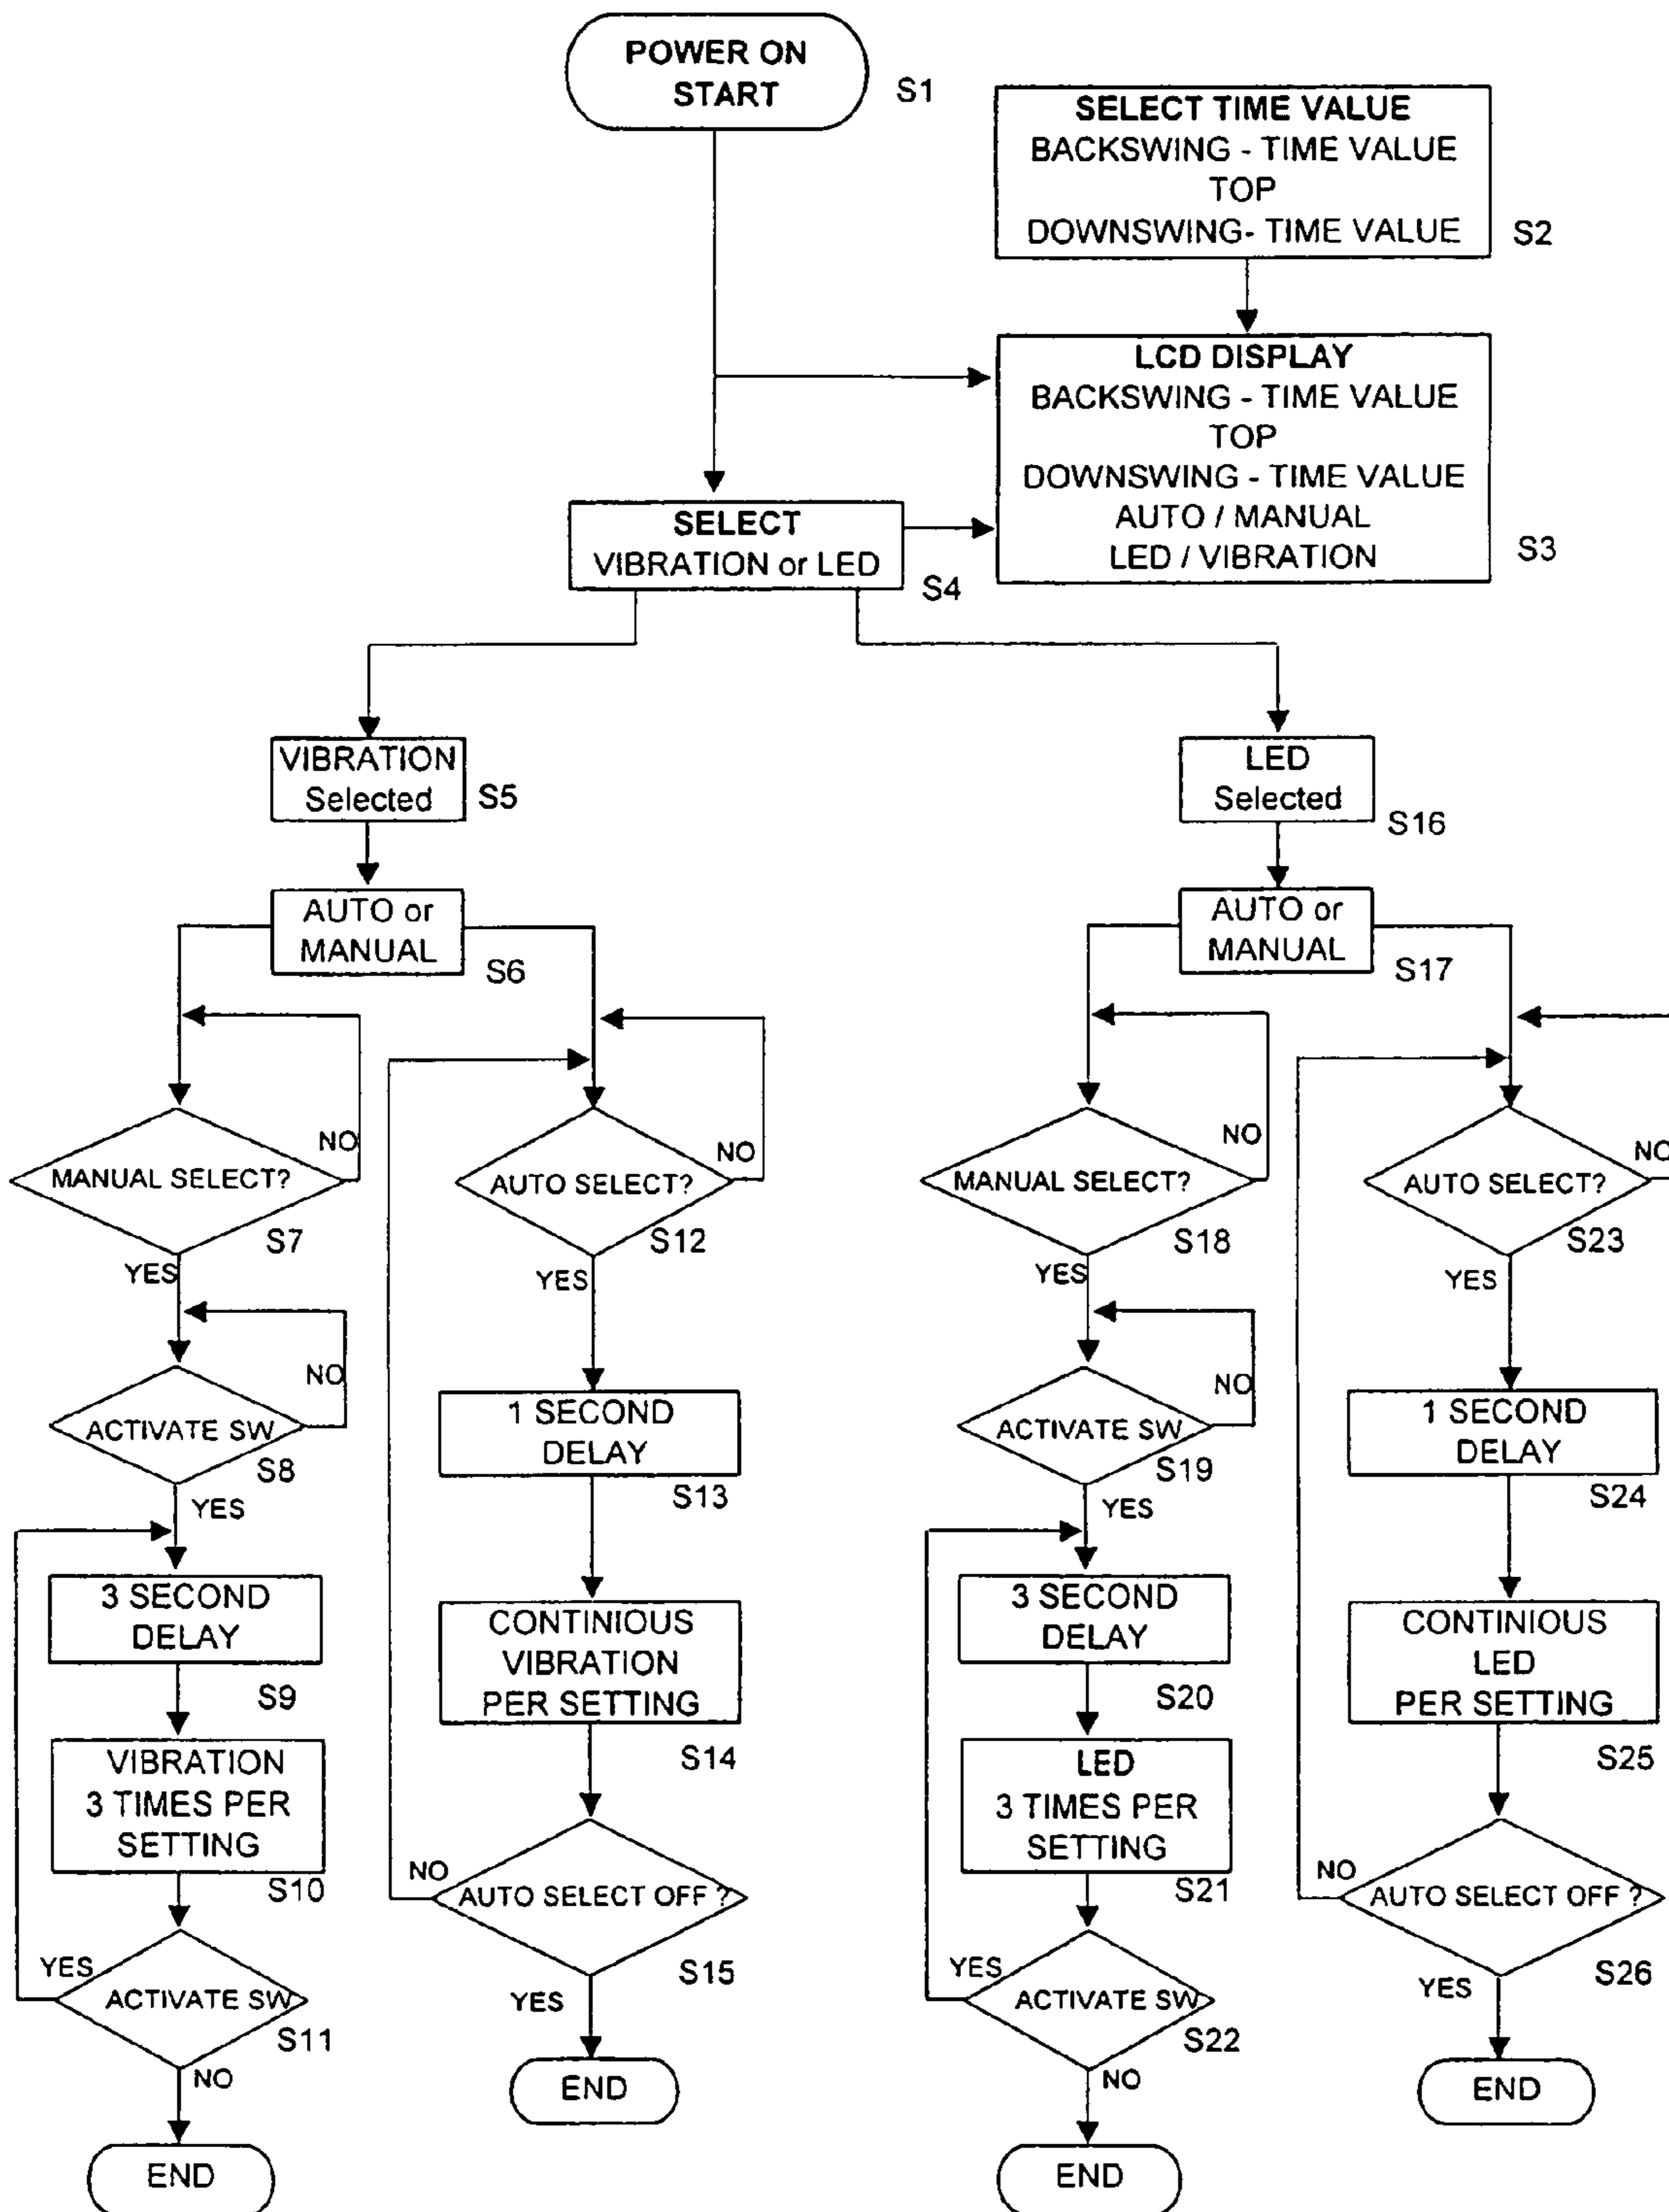 POWER ON
START
S1
SELECT TIME VALUE
BACKSWING - TIME VALUE
TOP
DOWNSWING- TIME VALUE
S2
LCD DISPLAY
BACKSWING - TIME VALUE
TOP
DOWNSWING - TIME VALUE
AUTO / MANUAL
LED / VIBRATION
S3
SELECT
VIBRATION or LED
S4
VIBRATION
Selected
S5
AUTO or
MANUAL
S6
MANUAL SELECT?
NO
S7
YES
ACTIVATE SW
NO
S8
YES
3 SECOND
DELAY
S9
VIBRATION
3 TIMES PER
SETTING
S10
YES
ACTIVATE SW
S11
NO
END
AUTO SELECT?
NO
S12
YES
1 SECOND
DELAY
S13
CONTINIOUS
VIBRATION
PER SETTING
S14
NO
AUTO SELECT OFF ?
S15
YES
END
LED
Selected
S16
AUTO or
MANUAL
S17
MANUAL SELECT?
NO
S18
YES
ACTIVATE SW
NO
S19
YES
3 SECOND
DELAY
S20
LED
3 TIMES PER
SETTING
S21
YES
ACTIVATE SW
S22
NO
END
AUTO SELECT?
NO
S23
YES
1 SECOND
DELAY
S24
CONTINIOUS
LED
PER SETTING
S25
NO
AUTO SELECT OFF ?
S26
YES
END